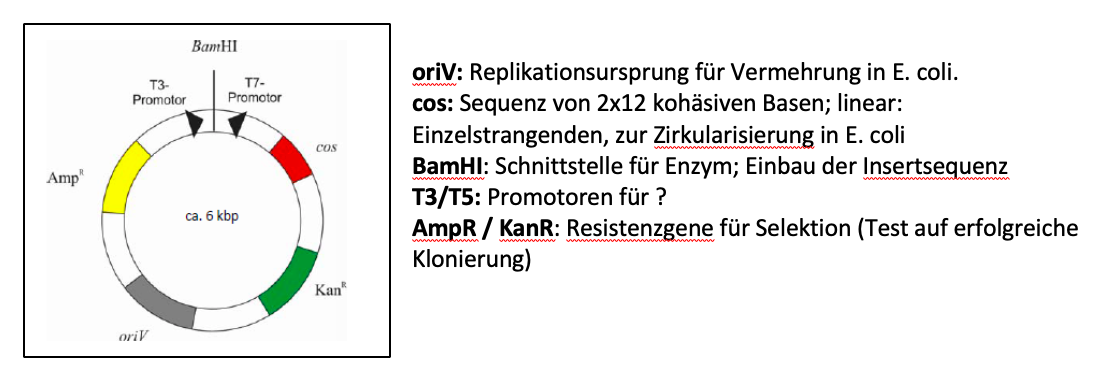 BamHI
T3-
Promotor
T7-
Promotor
cos
Amp^R
ca. 6 kbp
Kan^R
oriV
oriV: Replikationsursprung für Vermehrung in E. coli.
cos: Sequenz von 2x12 kohäsiven Basen; linear:
Einzelstrangenden, zur Zirkularisierung in E. coli
BamHI: Schnittstelle für Enzym; Einbau der Insertsequenz
T3/T5: Promotoren für ?
AmpR / KanR: Resistenzgene für Selektion (Test auf erfolgreiche
Klonierung)